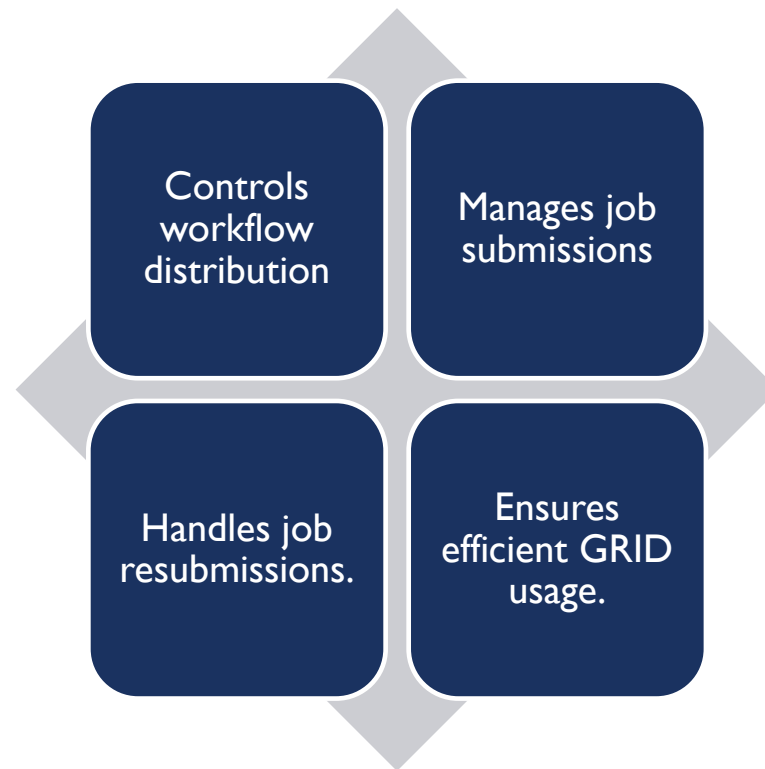 Controls
workflow
distribution
Manages job
submissions
Handles job
resubmissions.
Ensures
efficient GRID
usage.